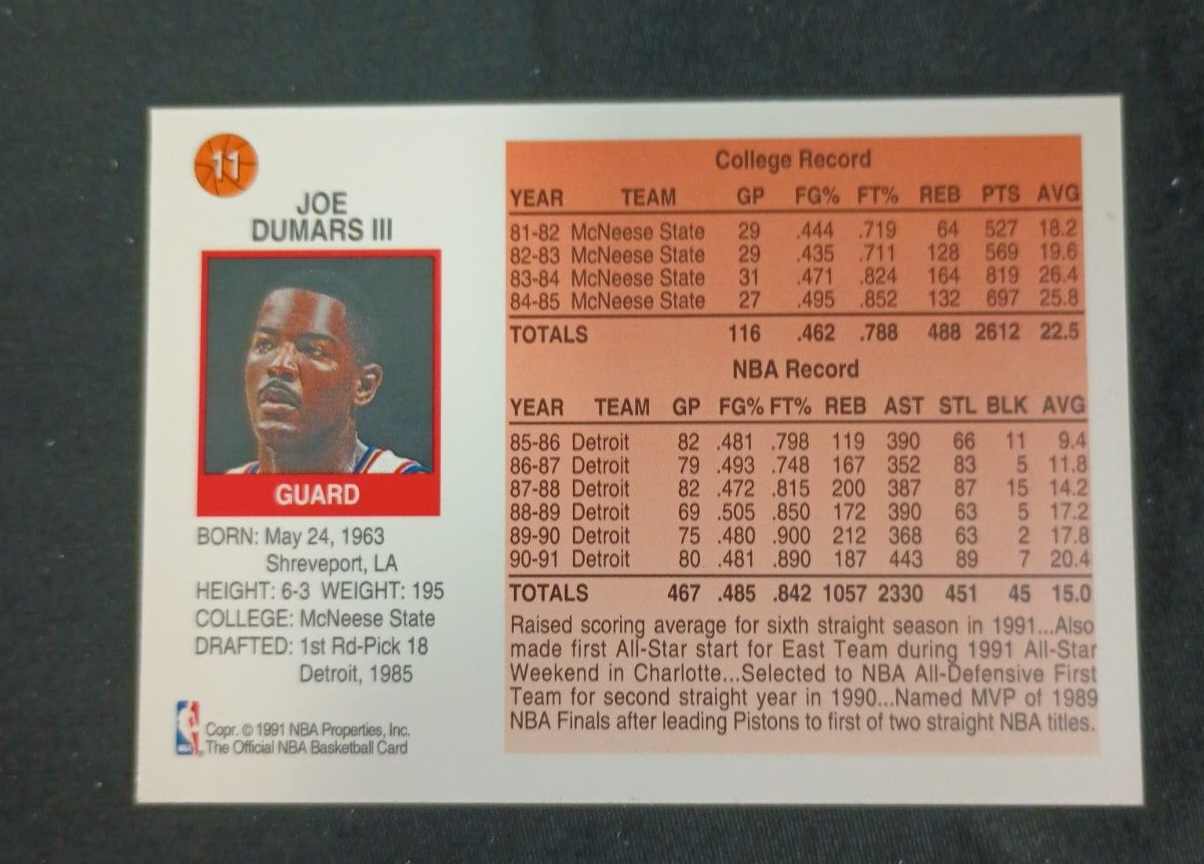 11
JOE
DUMARS III
GUARD
BORN: May 24, 1963
Shreveport, LA
HEIGHT: 6-3 WEIGHT: 195
COLLEGE: McNeese State
DRAFTED: 1st Rd-Pick 18
Detroit, 1985
NBA
Copr. © 1991 NBA Properties, Inc.
The Official NBA Basketball Card
College Record
YEAR TEAM GP FG% FT% REB PTS AVG
81-82 McNeese State 29 .444 .719 64 527 18.2
82-83 McNeese State 29 .435 .711 128 569 19.6
83-84 McNeese State 31 .471 .824 164 819 26.4
84-85 McNeese State 27 .495 .852 132 697 25.8
TOTALS 116 .462 .788 488 2612 22.5
NBA Record
YEAR TEAM GP FG% FT% REB AST STL BLK AVG
85-86 Detroit 82 .481 .798 119 390 66 11 9.4
86-87 Detroit 79 .493 .748 167 352 83 5 11.8
87-88 Detroit 82 .472 .815 200 387 87 15 14.2
88-89 Detroit 69 .505 .850 172 390 63 5 17.2
89-90 Detroit 75 .480 .900 212 368 63 2 17.8
90-91 Detroit 80 .481 .890 187 443 89 7 20.4
TOTALS 467 .485 .842 1057 2330 451 45 15.0
Raised scoring average for sixth straight season in 1991...Also
made first All-Star start for East Team during 1991 All-Star
Weekend in Charlotte...Selected to NBA All-Defensive First
Team for second straight year in 1990...Named MVP of 1989
NBA Finals after leading Pistons to first of two straight NBA titles.